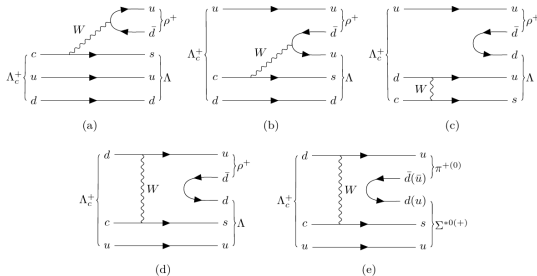 u
W d̄ ρ⁺
c s
Λc⁺ u u Λ
d d
(a)
u u
d̄ ρ⁺
Λc⁺ W
c s Λ
d d
(b)
u u
d̄ ρ⁺
Λc⁺ d
d u Λ
W
c s
(c)
d u
d̄ ρ⁺
Λc⁺ W
d
c s Λ
u u
(d)
d u
π⁺⁽⁰⁾
d̄(ū)
Λc⁺ W
d(u)
c s Σ*⁰⁽⁺⁾
u u
(e)